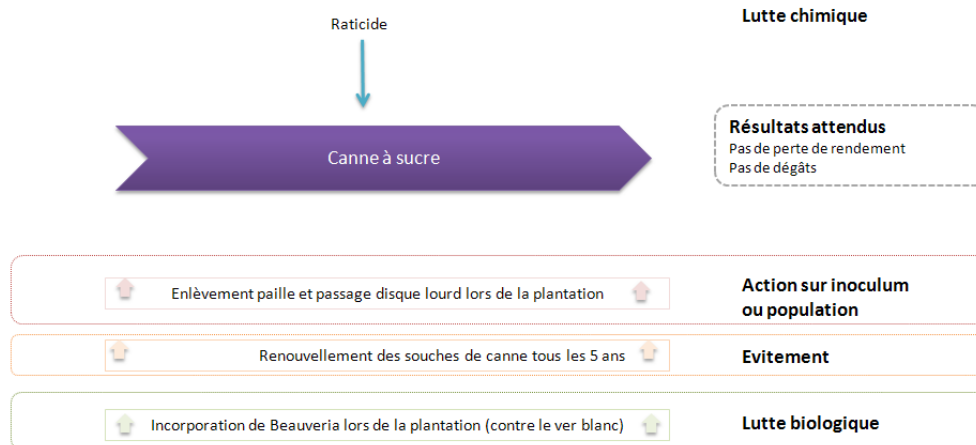 Lutte chimique
Raticide
Canne à sucre
Résultats attendus
Pas de perte de rendement
Pas de dégâts
Enlèvement paille et passage disque lourd lors de la plantation
Action sur inoculum
ou population
Renouvellement des souches de canne tous les 5 ans
Evitement
Incorporation de Beauveria lors de la plantation (contre le ver blanc)
Lutte biologique